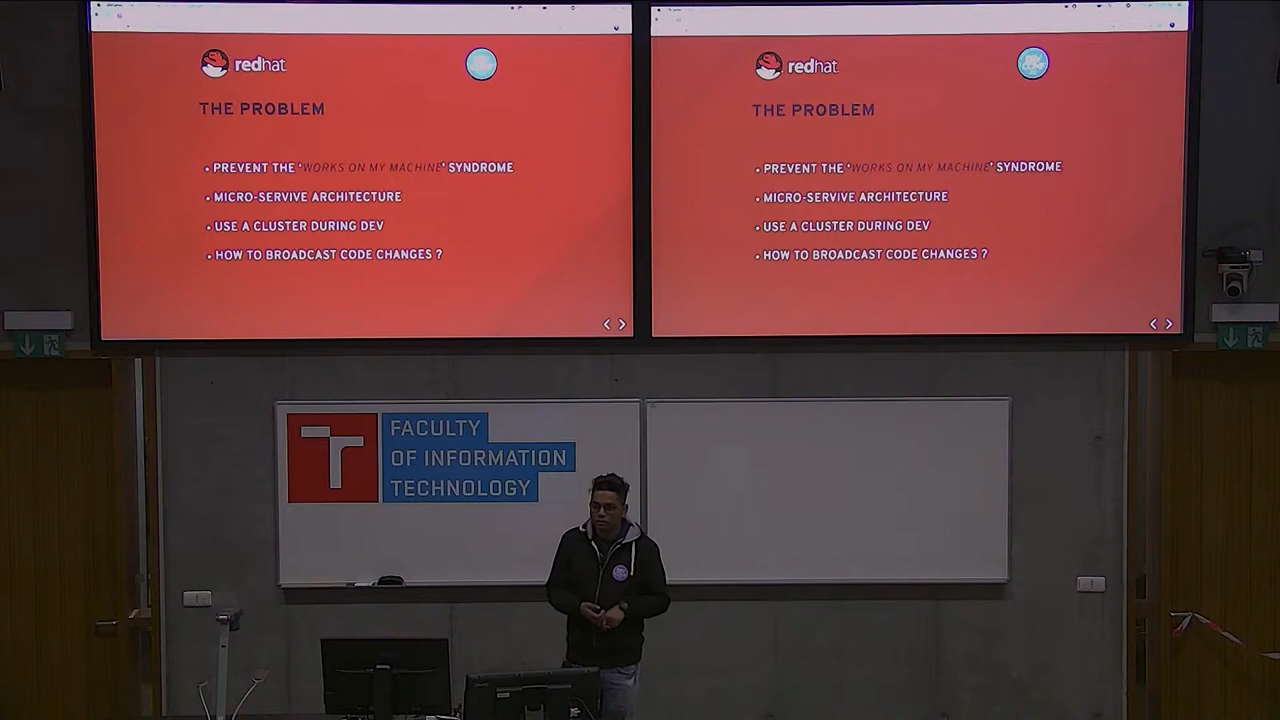 redhat
THE PROBLEM
• PREVENT THE 'WORKS ON MY MACHINE' SYNDROME
• MICRO-SERVIVE ARCHITECTURE
• USE A CLUSTER DURING DEV
• HOW TO BROADCAST CODE CHANGES ?
redhat
DEV
CONF
THE PROBLEM
• PREVENT THE 'WORKS ON MY MACHINE' SYNDROME
• MICRO-SERVIVE ARCHITECTURE
• USE A CLUSTER DURING DEV
• HOW TO BROADCAST CODE CHANGES ?
FACULTY
OF INFORMATION
TECHNOLOGY